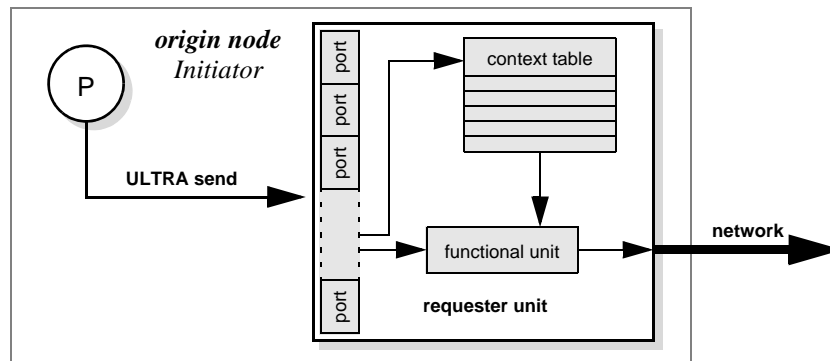 origin node
Initiator
P
port
port
port
port
context table
ULTRA send
functional unit
requester unit
network